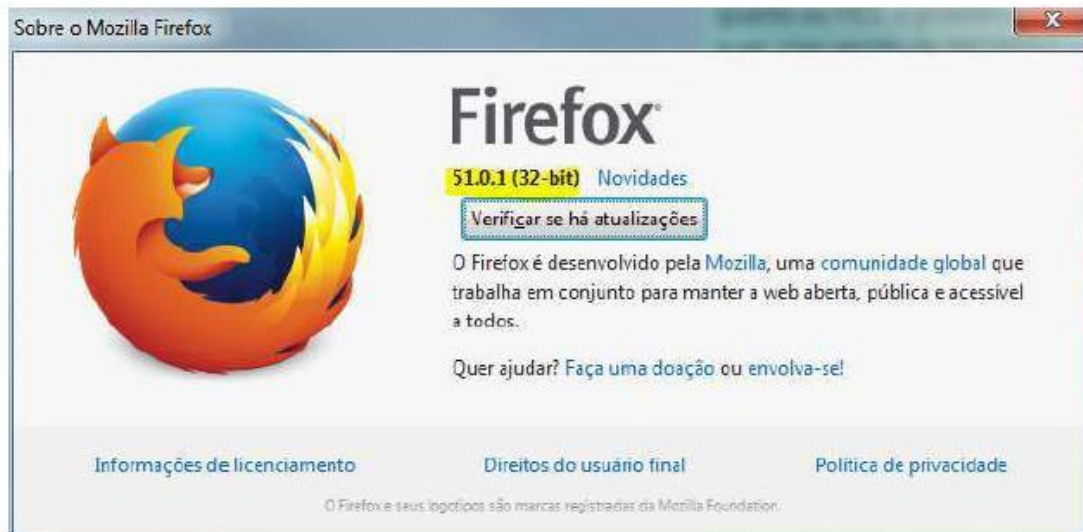 Sobre o Mozilla Firefox
Firefox
51.0.1 (32-bit) Novidades
Verificar se há atualizações
O Firefox é desenvolvido pela Mozilla, uma comunidade global que
trabalha em conjunto para manter a web aberta, pública e acessível
a todos.
Quer ajudar? Faça uma doação ou envolva-se!
Informações de licenciamento Direitos do usuário final Política de privacidade
O Firefox e seus logotipos são marcas registradas da Mozilla Foundation.